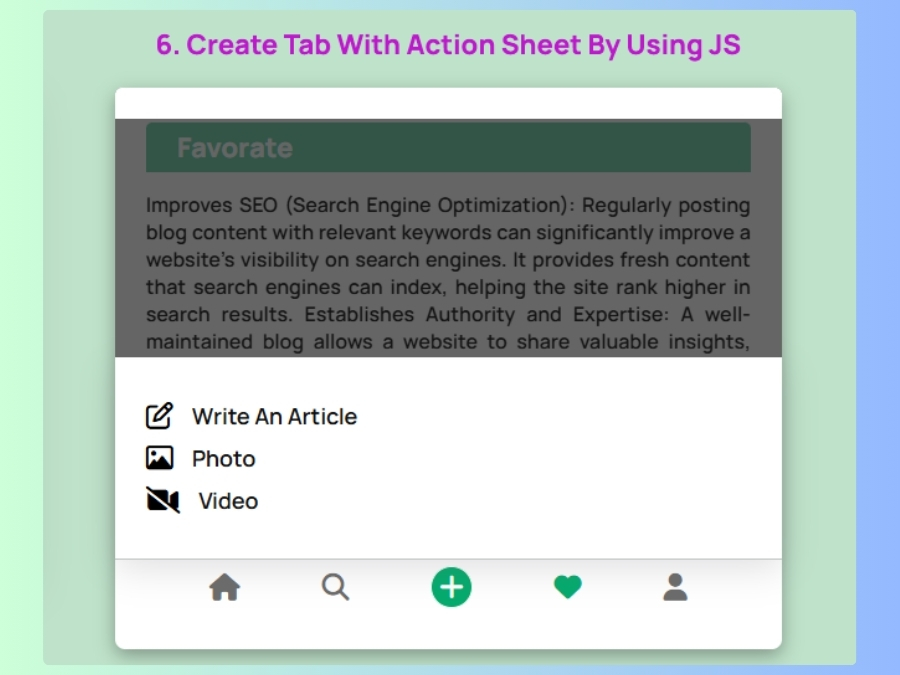 6. Create Tab With Action Sheet By Using JS
Favorate
Improves SEO (Search Engine Optimization): Regularly posting
blog content with relevant keywords can significantly improve a
website's visibility on search engines. It provides fresh content
that search engines can index, helping the site rank higher in
search results. Establishes Authority and Expertise: A well-
maintained blog allows a website to share valuable insights,
Write An Article
Photo
Video